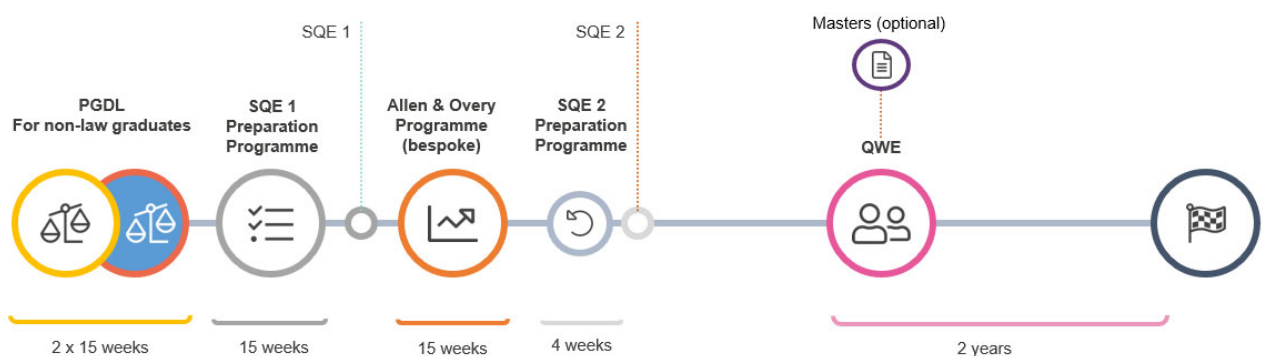 Masters (optional)
SQE 1
SQE 2
PGDL
For non-law graduates
SQE 1
Preparation
Programme
Allen & Overy
Programme
(bespoke)
SQE 2
Preparation
Programme
QWE
2 x 15 weeks
15 weeks
15 weeks
4 weeks
2 years